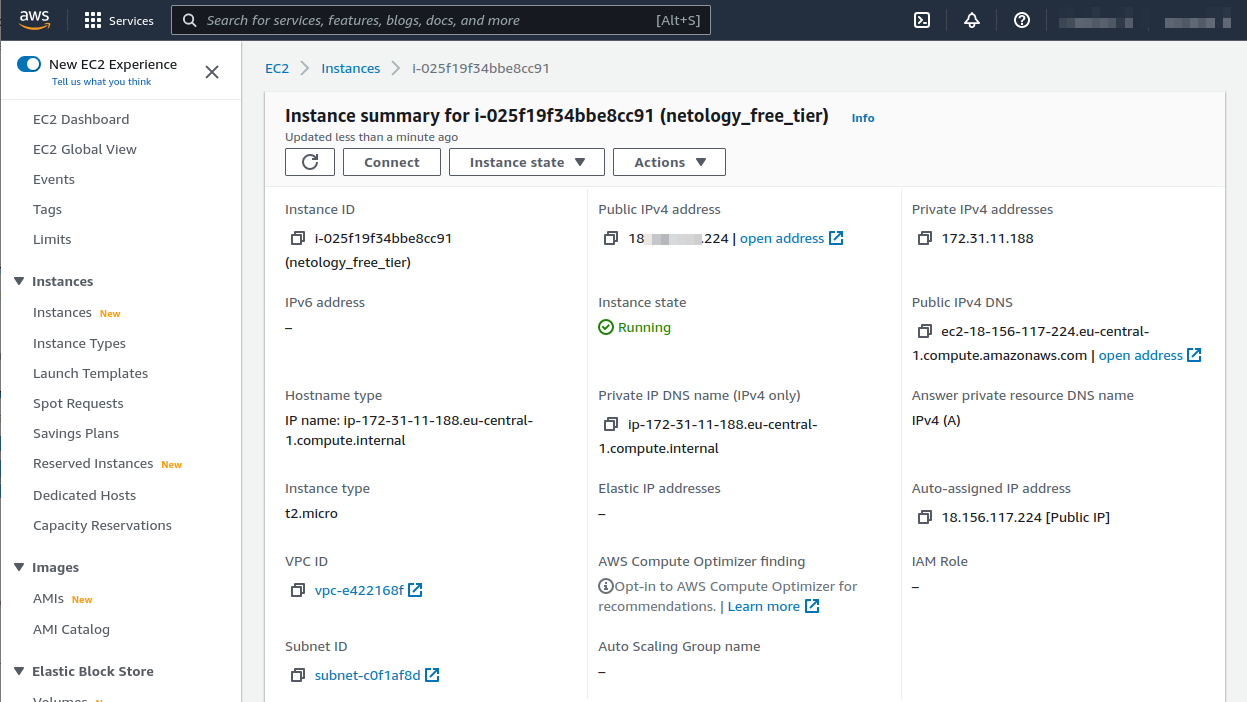 aws
Services
Search for services, features, blogs, docs, and more
[Alt+S]
New EC2 Experience
Tell us what you think
EC2 Dashboard
EC2 Global View
Events
Tags
Limits
Instances
Instances New
Instance Types
Launch Templates
Spot Requests
Savings Plans
Reserved Instances New
Dedicated Hosts
Capacity Reservations
Images
AMIs New
AMI Catalog
Elastic Block Store
Volumes
EC2
Instances
i-025f19f34bbe8cc91
Instance summary for i-025f19f34bbe8cc91 (netology_free_tier)
Info
Updated less than a minute ago
Connect
Instance state
Actions
Instance ID
i-025f19f34bbe8cc91
(netology_free_tier)
Public IPv4 address
18 .224 | open address
Private IPv4 addresses
172.31.11.188
IPv6 address
–
Instance state
Running
Public IPv4 DNS
ec2-18-156-117-224.eu-central-
1.compute.amazonaws.com | open address
Hostname type
IP name: ip-172-31-11-188.eu-central-
1.compute.internal
Private IP DNS name (IPv4 only)
ip-172-31-11-188.eu-central-
1.compute.internal
Answer private resource DNS name
IPv4 (A)
Instance type
t2.micro
Elastic IP addresses
–
Auto-assigned IP address
18.156.117.224 [Public IP]
VPC ID
vpc-e422168f
AWS Compute Optimizer finding
Opt-in to AWS Compute Optimizer for
recommendations. | Learn more
IAM Role
–
Subnet ID
subnet-c0f1af8d
Auto Scaling Group name
–